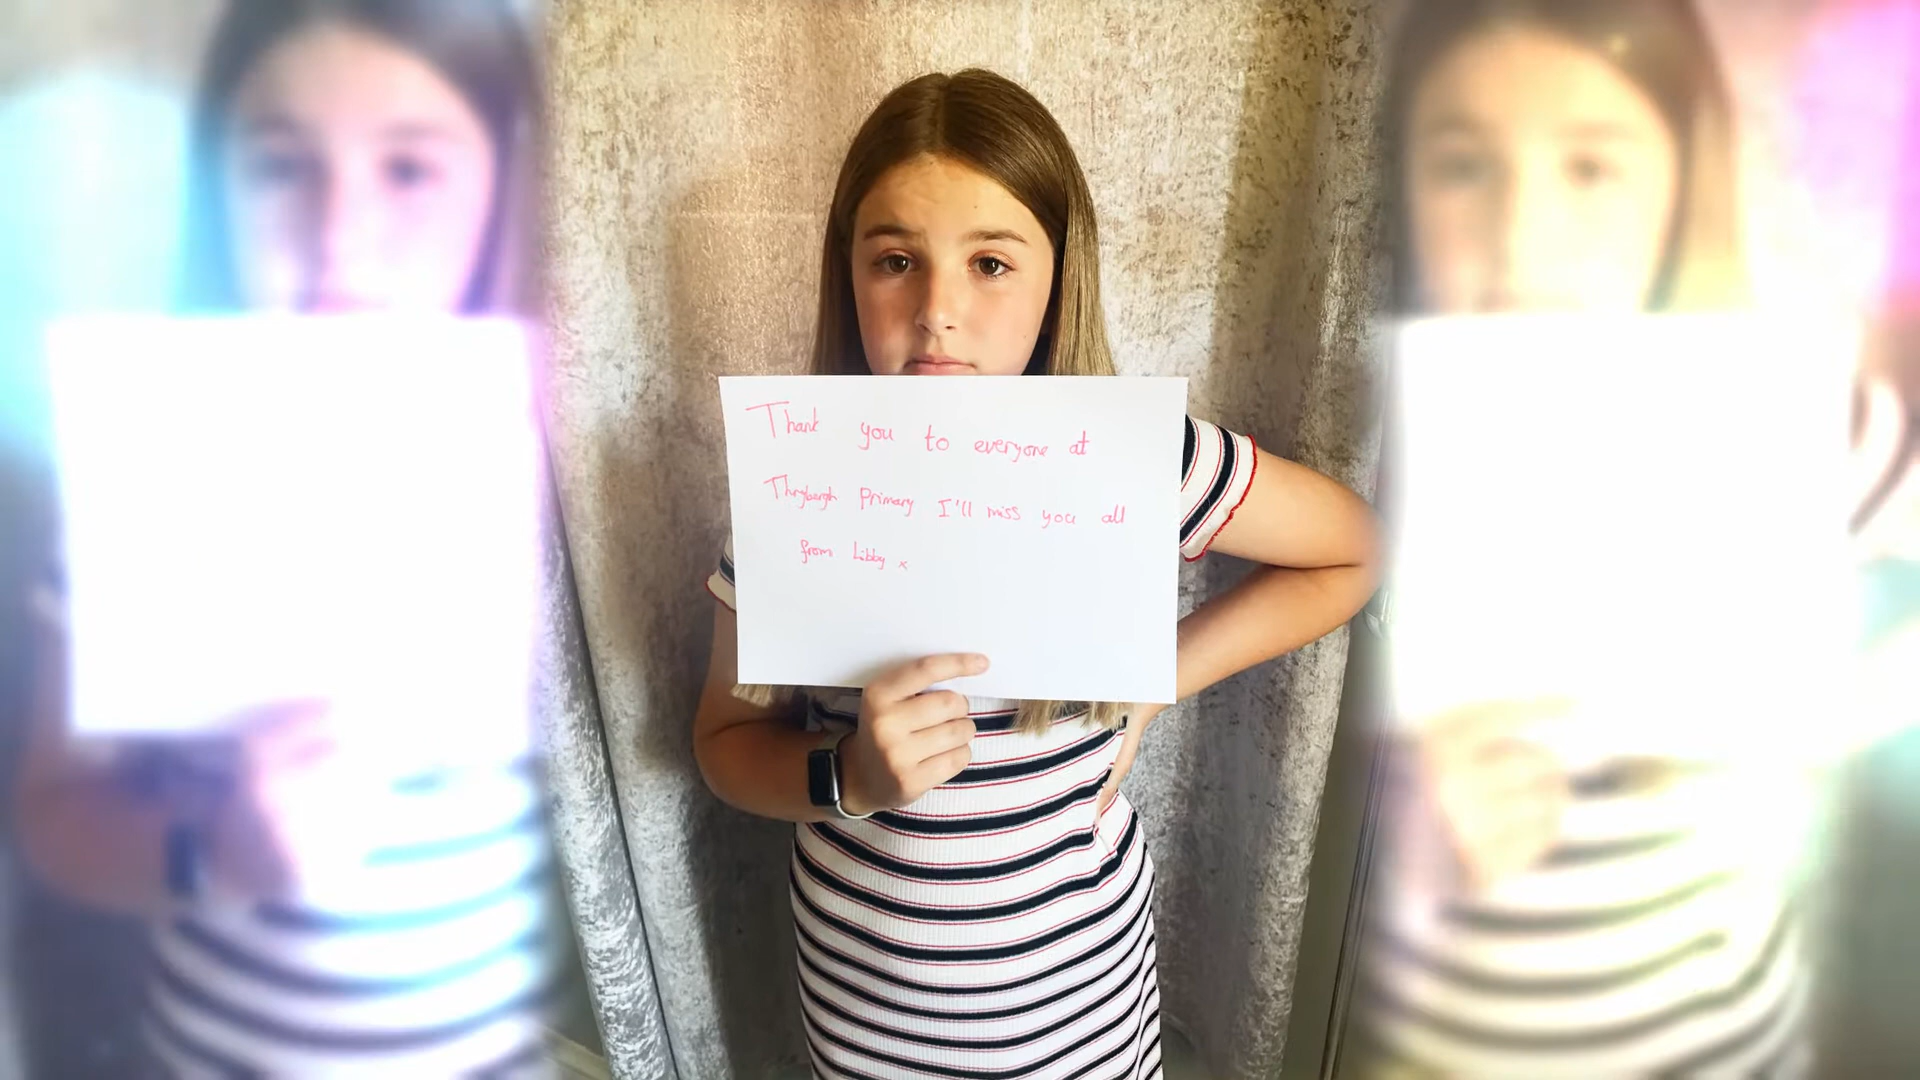 Thank you to everyone at
Thrybergh Primary I'll miss you all
from Libby x